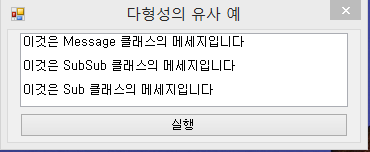 다형성의 유사 예
이것은 Message 클래스의 메세지입니다
이것은 SubSub 클래스의 메세지입니다
이것은 Sub 클래스의 메세지입니다
실행